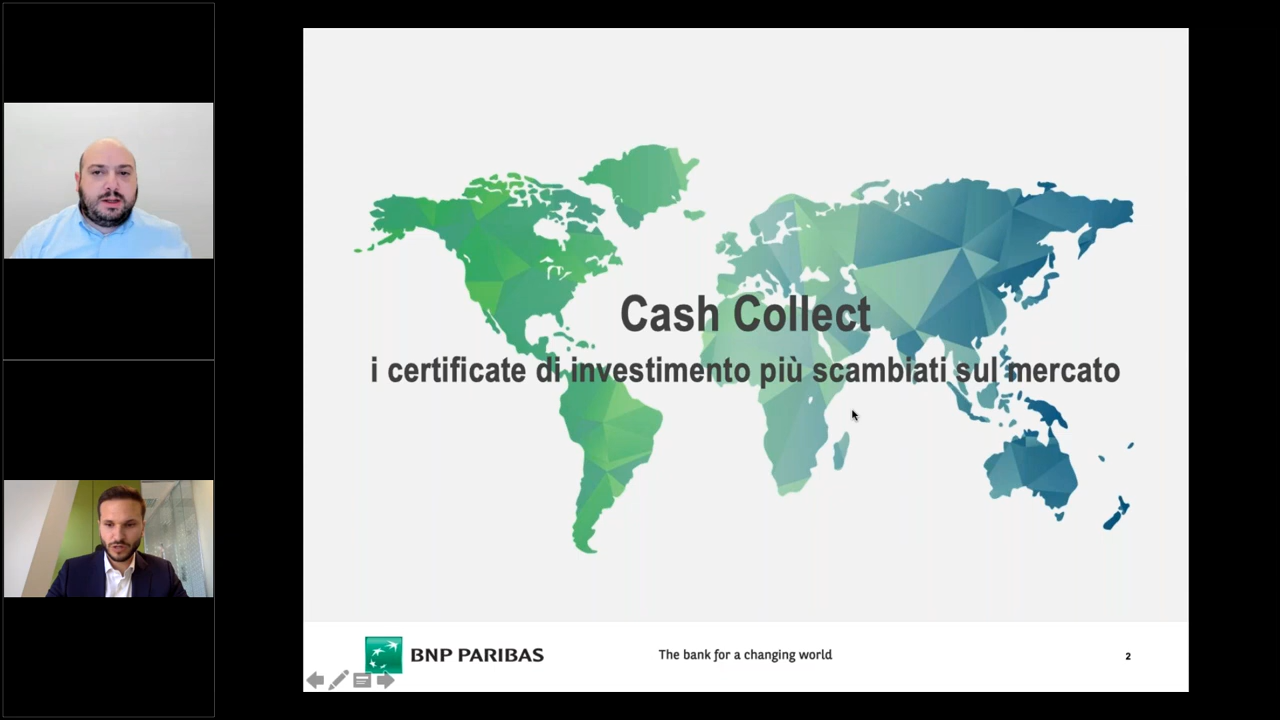 Cash Collect
i certificate di investimento più scambiati sul mercato
BNP PARIBAS
The bank for a changing world
2